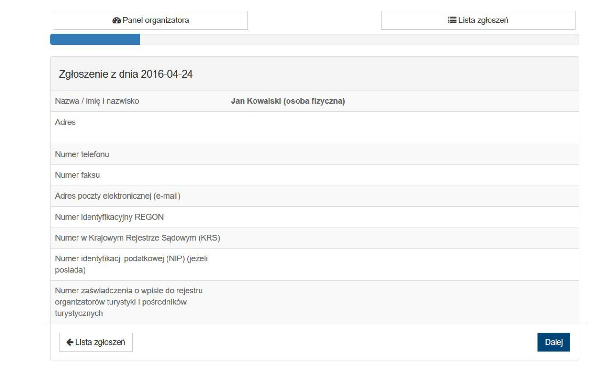 Panel organizatora
Lista zgłoszeń
Zgłoszenie z dnia 2016-04-24
Nazwa / imię i nazwisko Jan Kowalski (osoba fizyczna)
Adres
Numer telefonu
Numer faksu
Adres poczty elektronicznej (e-mail)
Numer identyfikacyjny REGON
Numer w Krajowym Rejestrze Sądowym (KRS)
Numer identyfikacji podatkowej (NIP) (jeżeli
posiada)
Numer zaświadczenia o wpisie do rejestru
organizatorów turystyki i pośredników
turystycznych
Lista zgłoszeń
Dalej